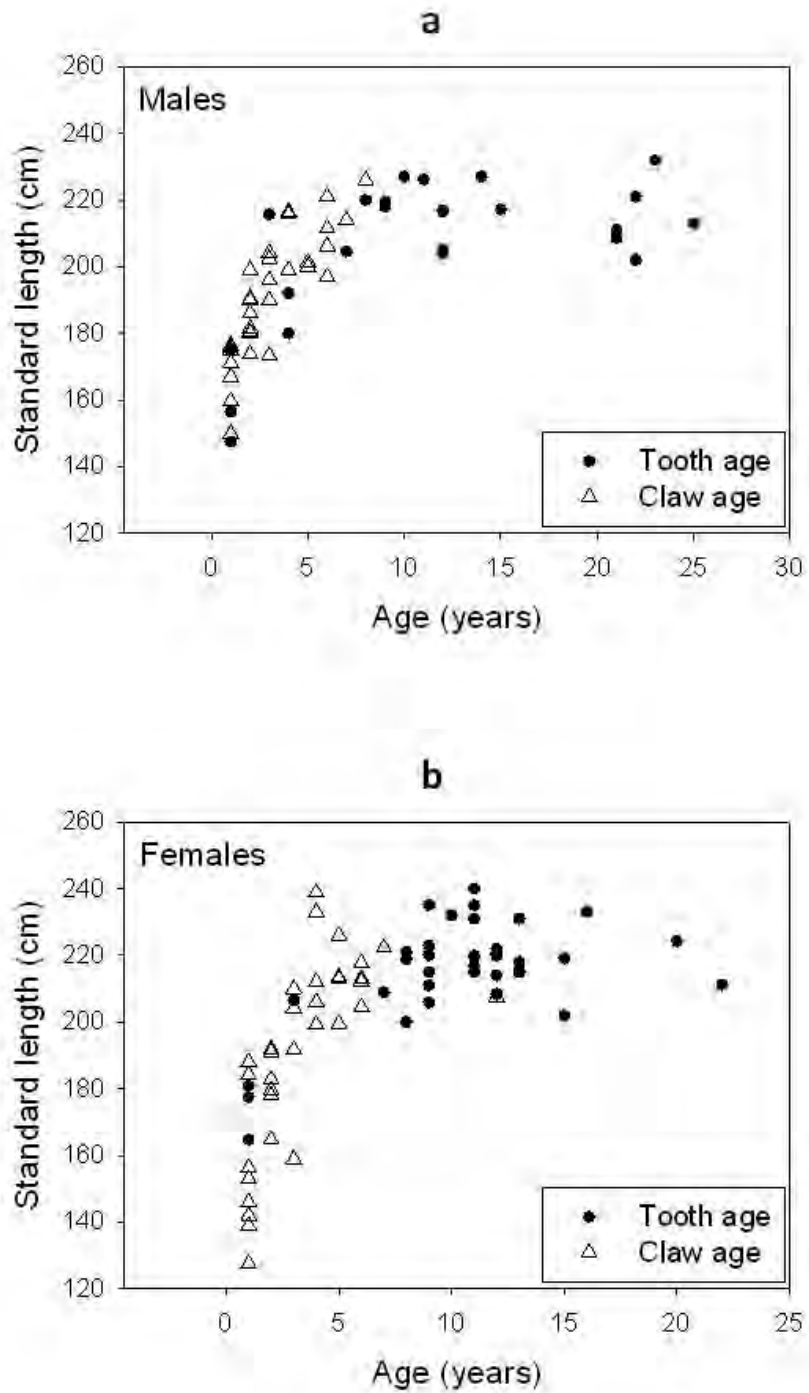 a
260
240
220
200
180
160
140
120
Standard length (cm)
Males
Tooth age
Claw age
0 5 10 15 20 25 30
Age (years)
b
260
240
220
200
180
160
140
120
Standard length (cm)
Females
Tooth age
Claw age
0 5 10 15 20 25
Age (years)